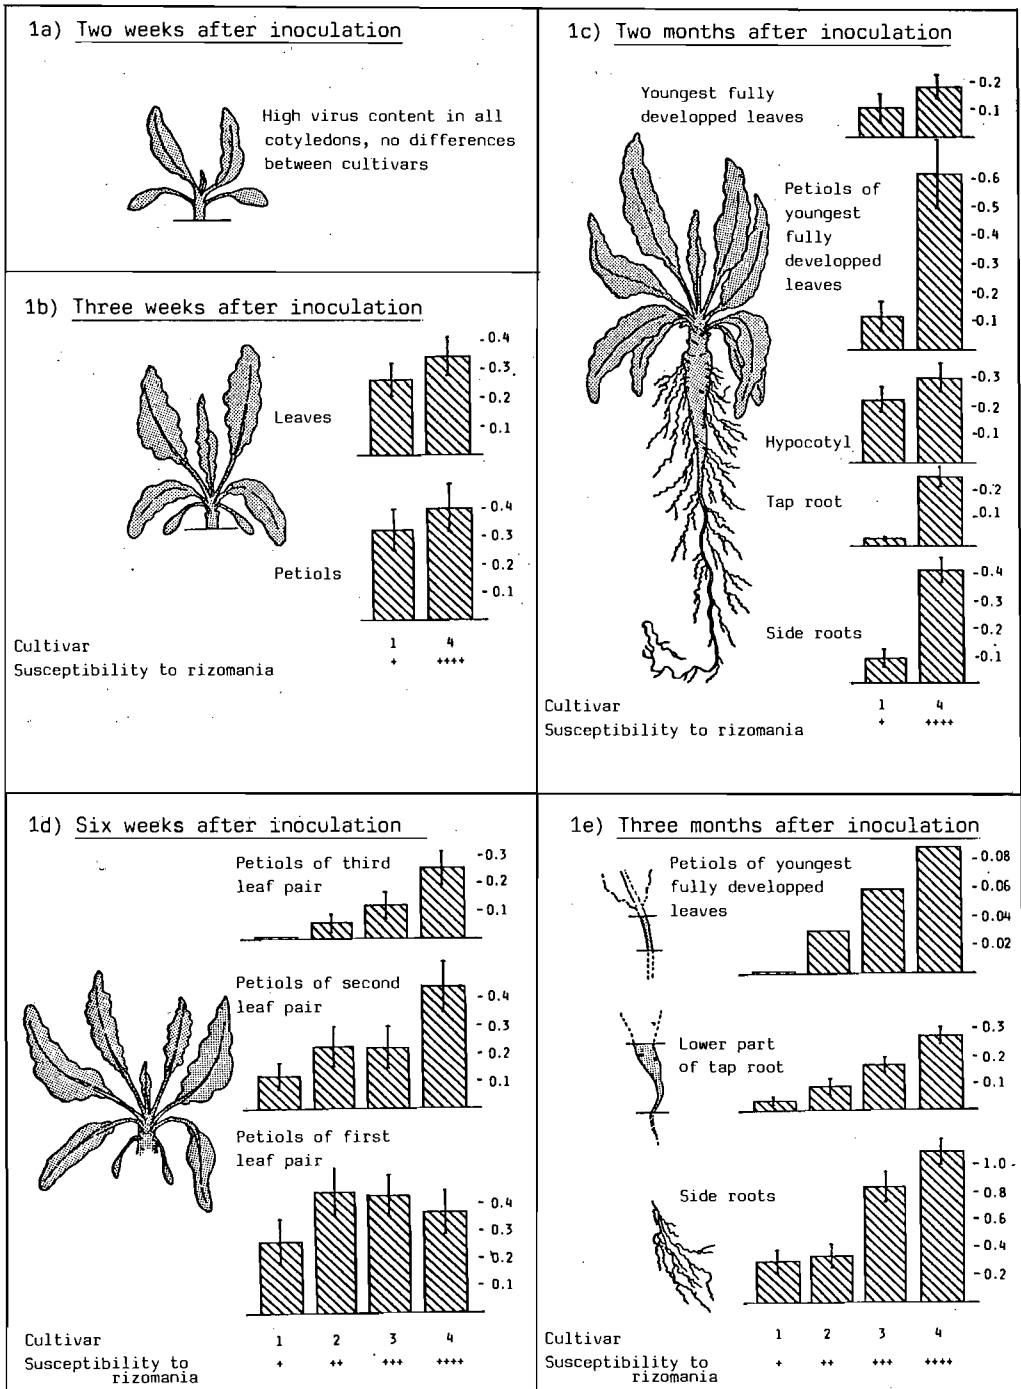 1a) Two weeks after inoculation
High virus content in all
cotyledons, no differences
between cultivars
1b) Three weeks after inoculation
Leaves
-0.4
-0.3
-0.2
-0.1
Petiols
-0.4
-0.3
-0.2
-0.1
Cultivar 1 4
Susceptibility to rizomania + ++++
1c) Two months after inoculation
Youngest fully
developped leaves
-0.2
-0.1
Petiols of
youngest
fully
developped
leaves
-0.6
-0.5
-0.4
-0.3
-0.2
-0.1
Hypocotyl
-0.3
-0.2
-0.1
Tap root
-0.2
-0.1
Side roots
-0.4
-0.3
-0.2
-0.1
Cultivar 1 4
Susceptibility to rizomania + ++++
1d) Six weeks after inoculation
Petiols of third
leaf pair
-0.3
-0.2
-0.1
Petiols of second
leaf pair
-0.4
-0.3
-0.2
-0.1
Petiols of first
leaf pair
-0.4
-0.3
-0.2
-0.1
Cultivar 1 2 3 4
Susceptibility to + ++ +++ ++++
rizomania
1e) Three months after inoculation
Petiols of youngest
fully developped
leaves
-0.08
-0.06
-0.04
-0.02
Lower part
of tap root
-0.3
-0.2
-0.1
Side roots
-1.0
-0.8
-0.6
-0.4
-0.2
Cultivar 1 2 3 4
Susceptibility to + ++ +++ ++++
rizomania